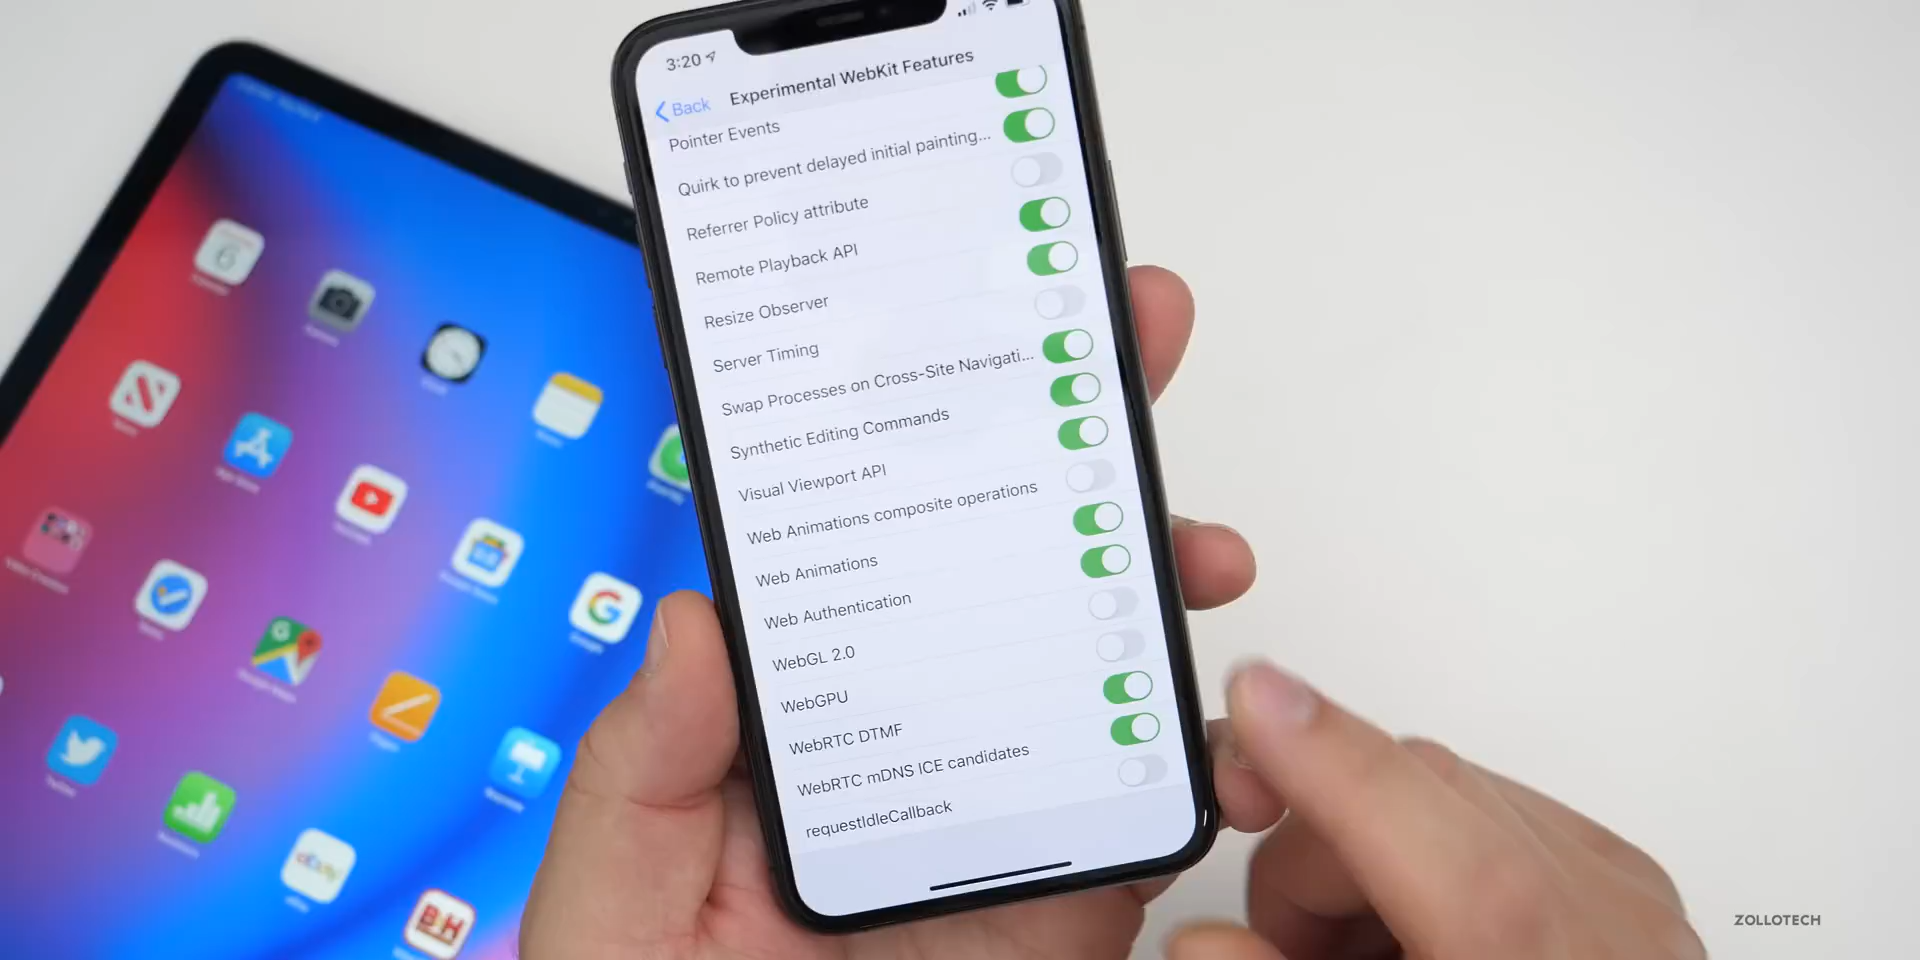 3:20
Back
Experimental WebKit Features
Pointer Events
Quirk to prevent delayed initial painting...
Referrer Policy attribute
Remote Playback API
Resize Observer
Server Timing
Swap Processes on Cross-Site Navigati...
Synthetic Editing Commands
Visual Viewport API
Web Animations composite operations
Web Animations
Web Authentication
WebGL 2.0
WebGPU
WebRTC DTMF
WebRTC mDNS ICE candidates
requestIdleCallback
6
G
ebay
B&H
ZOLLOTECH